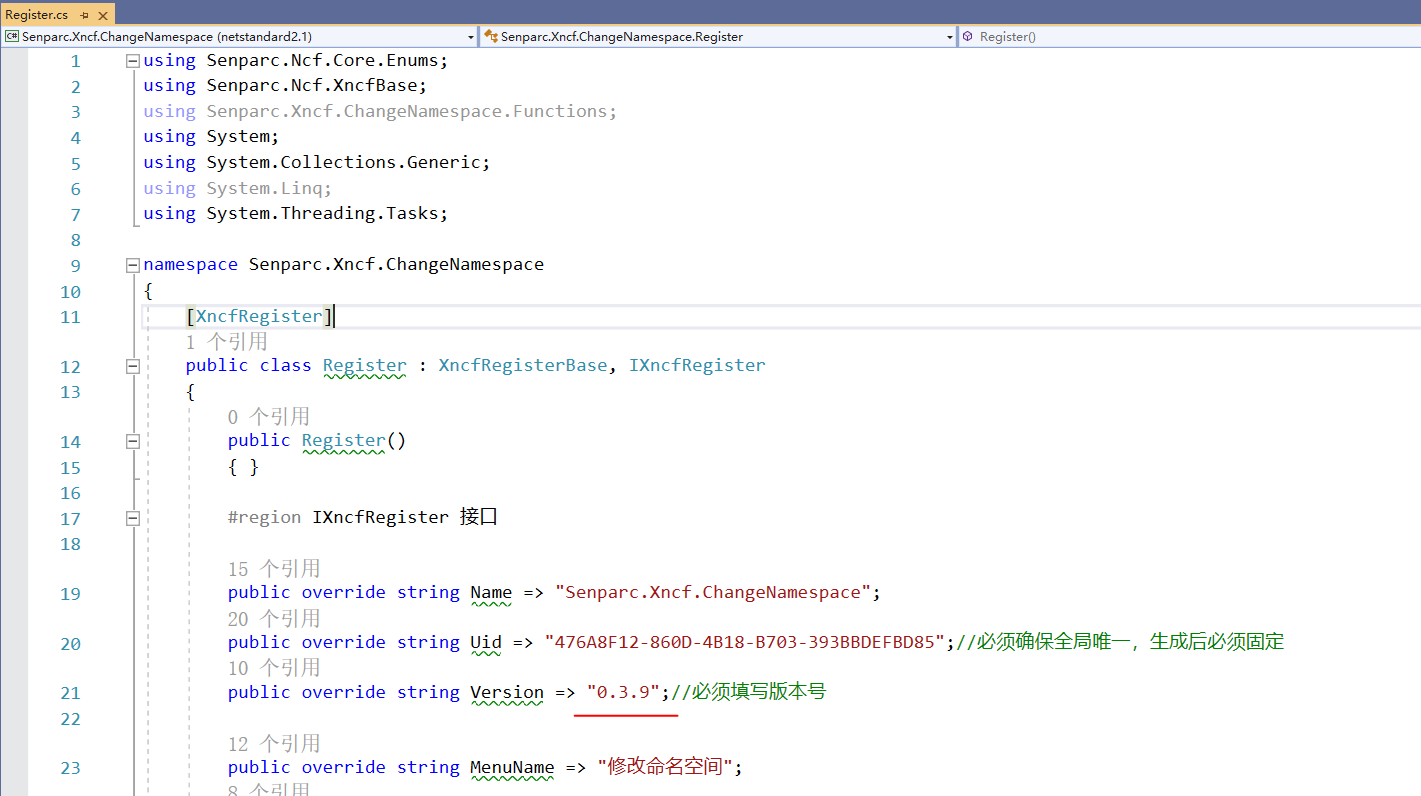 Register.cs
C# Senparc.Xncf.ChangeNamespace (netstandard2.1) Senparc.Xncf.ChangeNamespace.Register Register()
1 using Senparc.Ncf.Core.Enums;
2 using Senparc.Ncf.XncfBase;
3 using Senparc.Xncf.ChangeNamespace.Functions;
4 using System;
5 using System.Collections.Generic;
6 using System.Linq;
7 using System.Threading.Tasks;
8
9 namespace Senparc.Xncf.ChangeNamespace
10 {
11 [XncfRegister]
1 个引用
12 public class Register : XncfRegisterBase, IXncfRegister
13 {
0 个引用
14 public Register()
15 { }
16
17 #region IXncfRegister 接口
18
15 个引用
19 public override string Name => "Senparc.Xncf.ChangeNamespace";
20 个引用
20 public override string Uid => "476A8F12-860D-4B18-B703-393BBDEFBD85";//必须确保全局唯一，生成后必须固定
10 个引用
21 public override string Version => "0.3.9";//必须填写版本号
22
12 个引用
23 public override string MenuName => "修改命名空间";
8 个引用